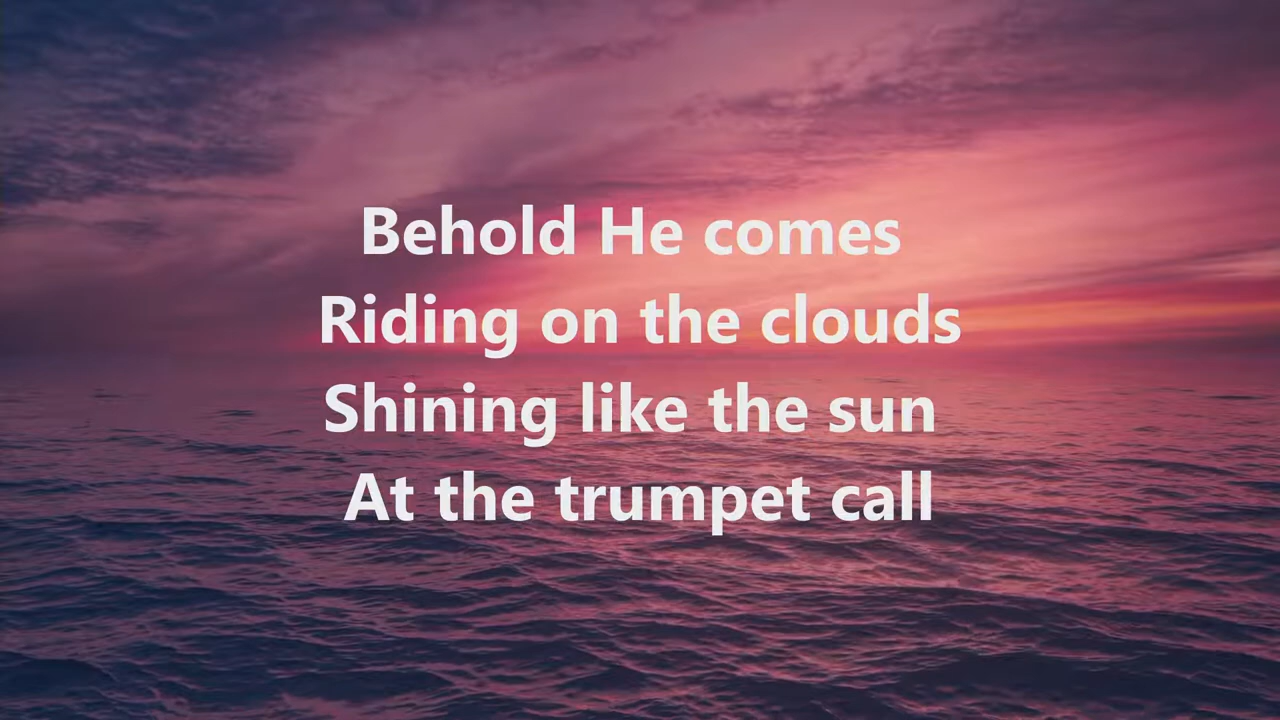 Behold He comes
Riding on the clouds
Shining like the sun
At the trumpet call